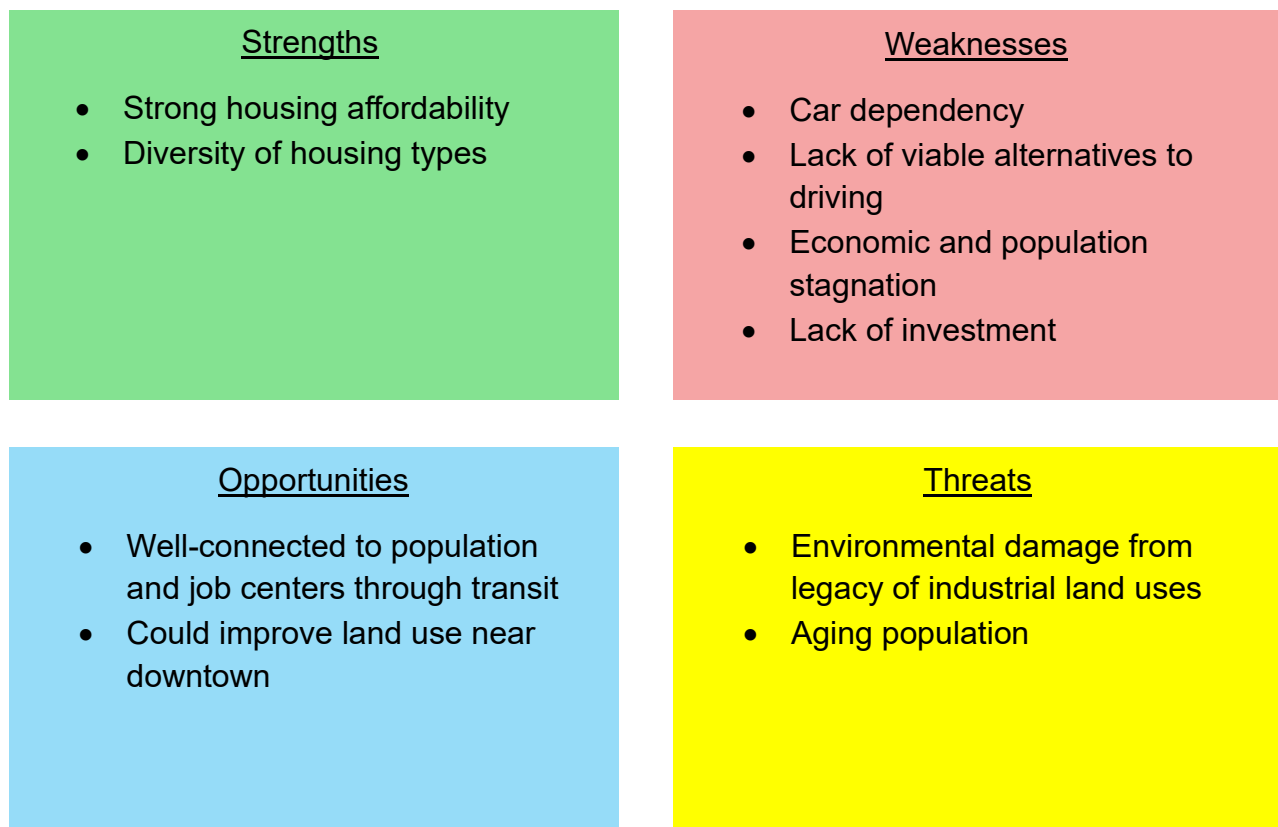 Strengths
• Strong housing affordability
• Diversity of housing types
Weaknesses
• Car dependency
• Lack of viable alternatives to
driving
• Economic and population
stagnation
• Lack of investment
Opportunities
• Well-connected to population
and job centers through transit
• Could improve land use near
downtown
Threats
• Environmental damage from
legacy of industrial land uses
• Aging population